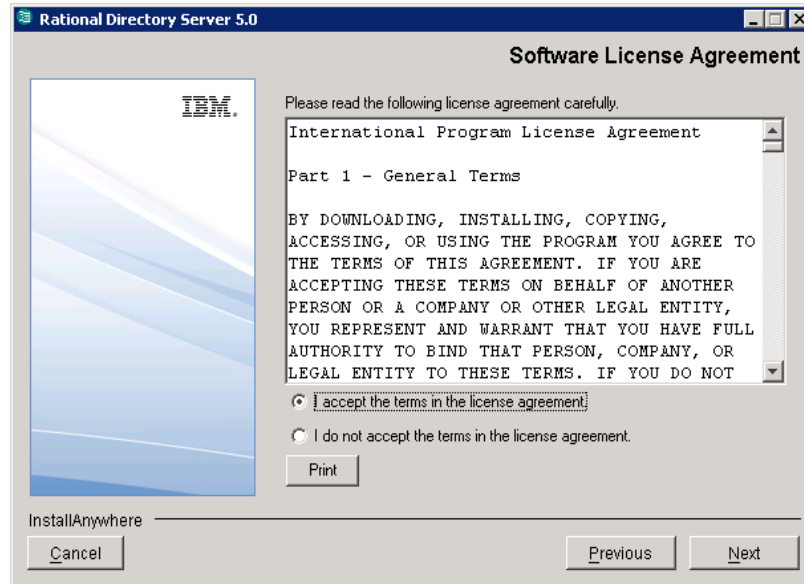 Rational Directory Server 5.0
Software License Agreement
IBM.
Please read the following license agreement carefully.
International Program License Agreement
Part 1 - General Terms
BY DOWNLOADING, INSTALLING, COPYING,
ACCESSING, OR USING THE PROGRAM YOU AGREE TO
THE TERMS OF THIS AGREEMENT. IF YOU ARE
ACCEPTING THESE TERMS ON BEHALF OF ANOTHER
PERSON OR A COMPANY OR OTHER LEGAL ENTITY,
YOU REPRESENT AND WARRANT THAT YOU HAVE FULL
AUTHORITY TO BIND THAT PERSON, COMPANY, OR
LEGAL ENTITY TO THESE TERMS. IF YOU DO NOT
I accept the terms in the license agreement.
I do not accept the terms in the license agreement.
Print
InstallAnywhere
Cancel
Previous
Next